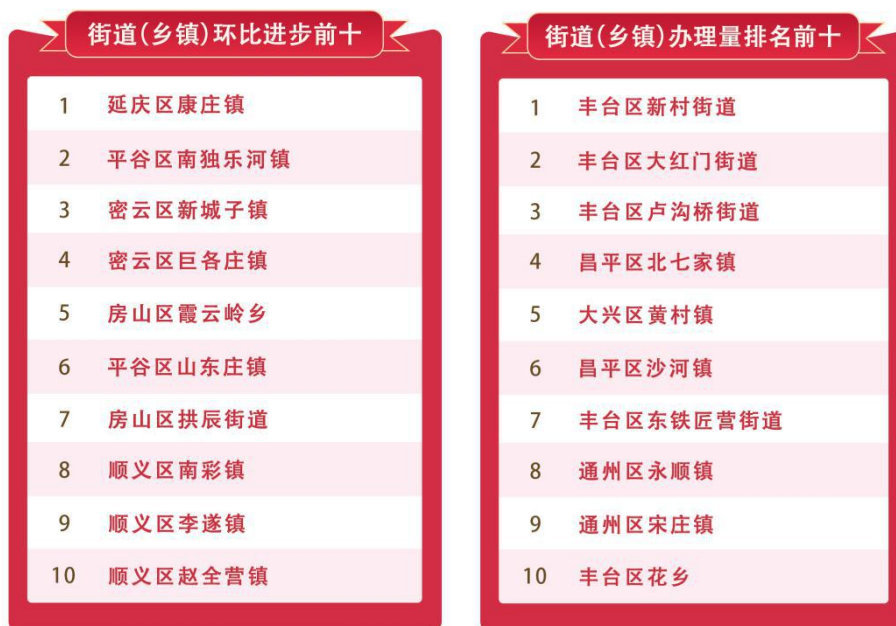 街道(乡镇)环比进步前十
1 延庆区康庄镇
2 平谷区南独乐河镇
3 密云区新城子镇
4 密云区巨各庄镇
5 房山区霞云岭乡
6 平谷区山东庄镇
7 房山区拱辰街道
8 顺义区南彩镇
9 顺义区李遂镇
10 顺义区赵全营镇
街道(乡镇)办理量排名前十
1 丰台区新村街道
2 丰台区大红门街道
3 丰台区卢沟桥街道
4 昌平区北七家镇
5 大兴区黄村镇
6 昌平区沙河镇
7 丰台区东铁匠营街道
8 通州区永顺镇
9 通州区宋庄镇
10 丰台区花乡